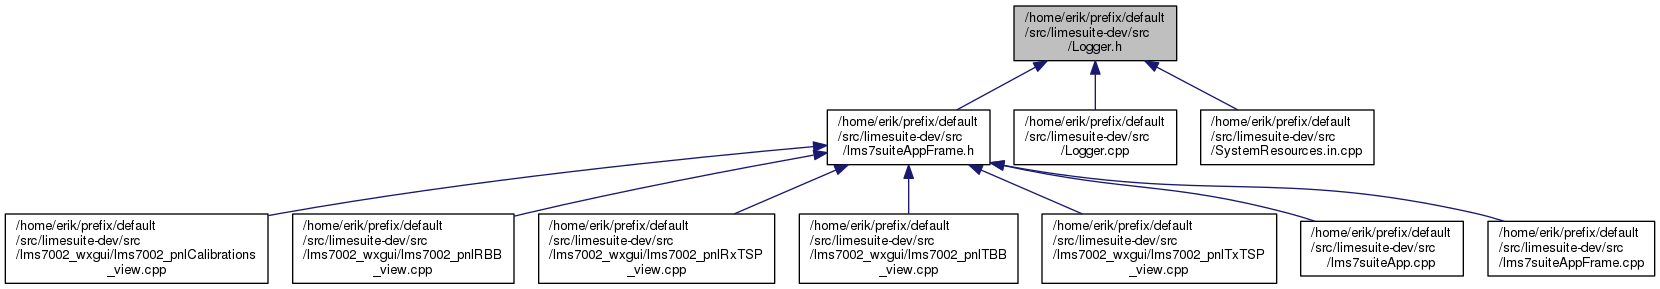 /home/erik/prefix/default
/src/limesuite-dev/src
/Logger.h
/home/erik/prefix/default
/src/limesuite-dev/src
/lms7suiteAppFrame.h
/home/erik/prefix/default
/src/limesuite-dev/src
/Logger.cpp
/home/erik/prefix/default
/src/limesuite-dev/src
/SystemResources.in.cpp
/home/erik/prefix/default
/src/limesuite-dev/src
/lms7002_wxgui/lms7002_pnlCalibrations
_view.cpp
/home/erik/prefix/default
/src/limesuite-dev/src
/lms7002_wxgui/lms7002_pnlRBB
_view.cpp
/home/erik/prefix/default
/src/limesuite-dev/src
/lms7002_wxgui/lms7002_pnlRxTSP
_view.cpp
/home/erik/prefix/default
/src/limesuite-dev/src
/lms7002_wxgui/lms7002_pnlTBB
_view.cpp
/home/erik/prefix/default
/src/limesuite-dev/src
/lms7002_wxgui/lms7002_pnlTxTSP
_view.cpp
/home/erik/prefix/default
/src/limesuite-dev/src
/lms7suiteApp.cpp
/home/erik/prefix/default
/src/limesuite-dev/src
/lms7suiteAppFrame.cpp